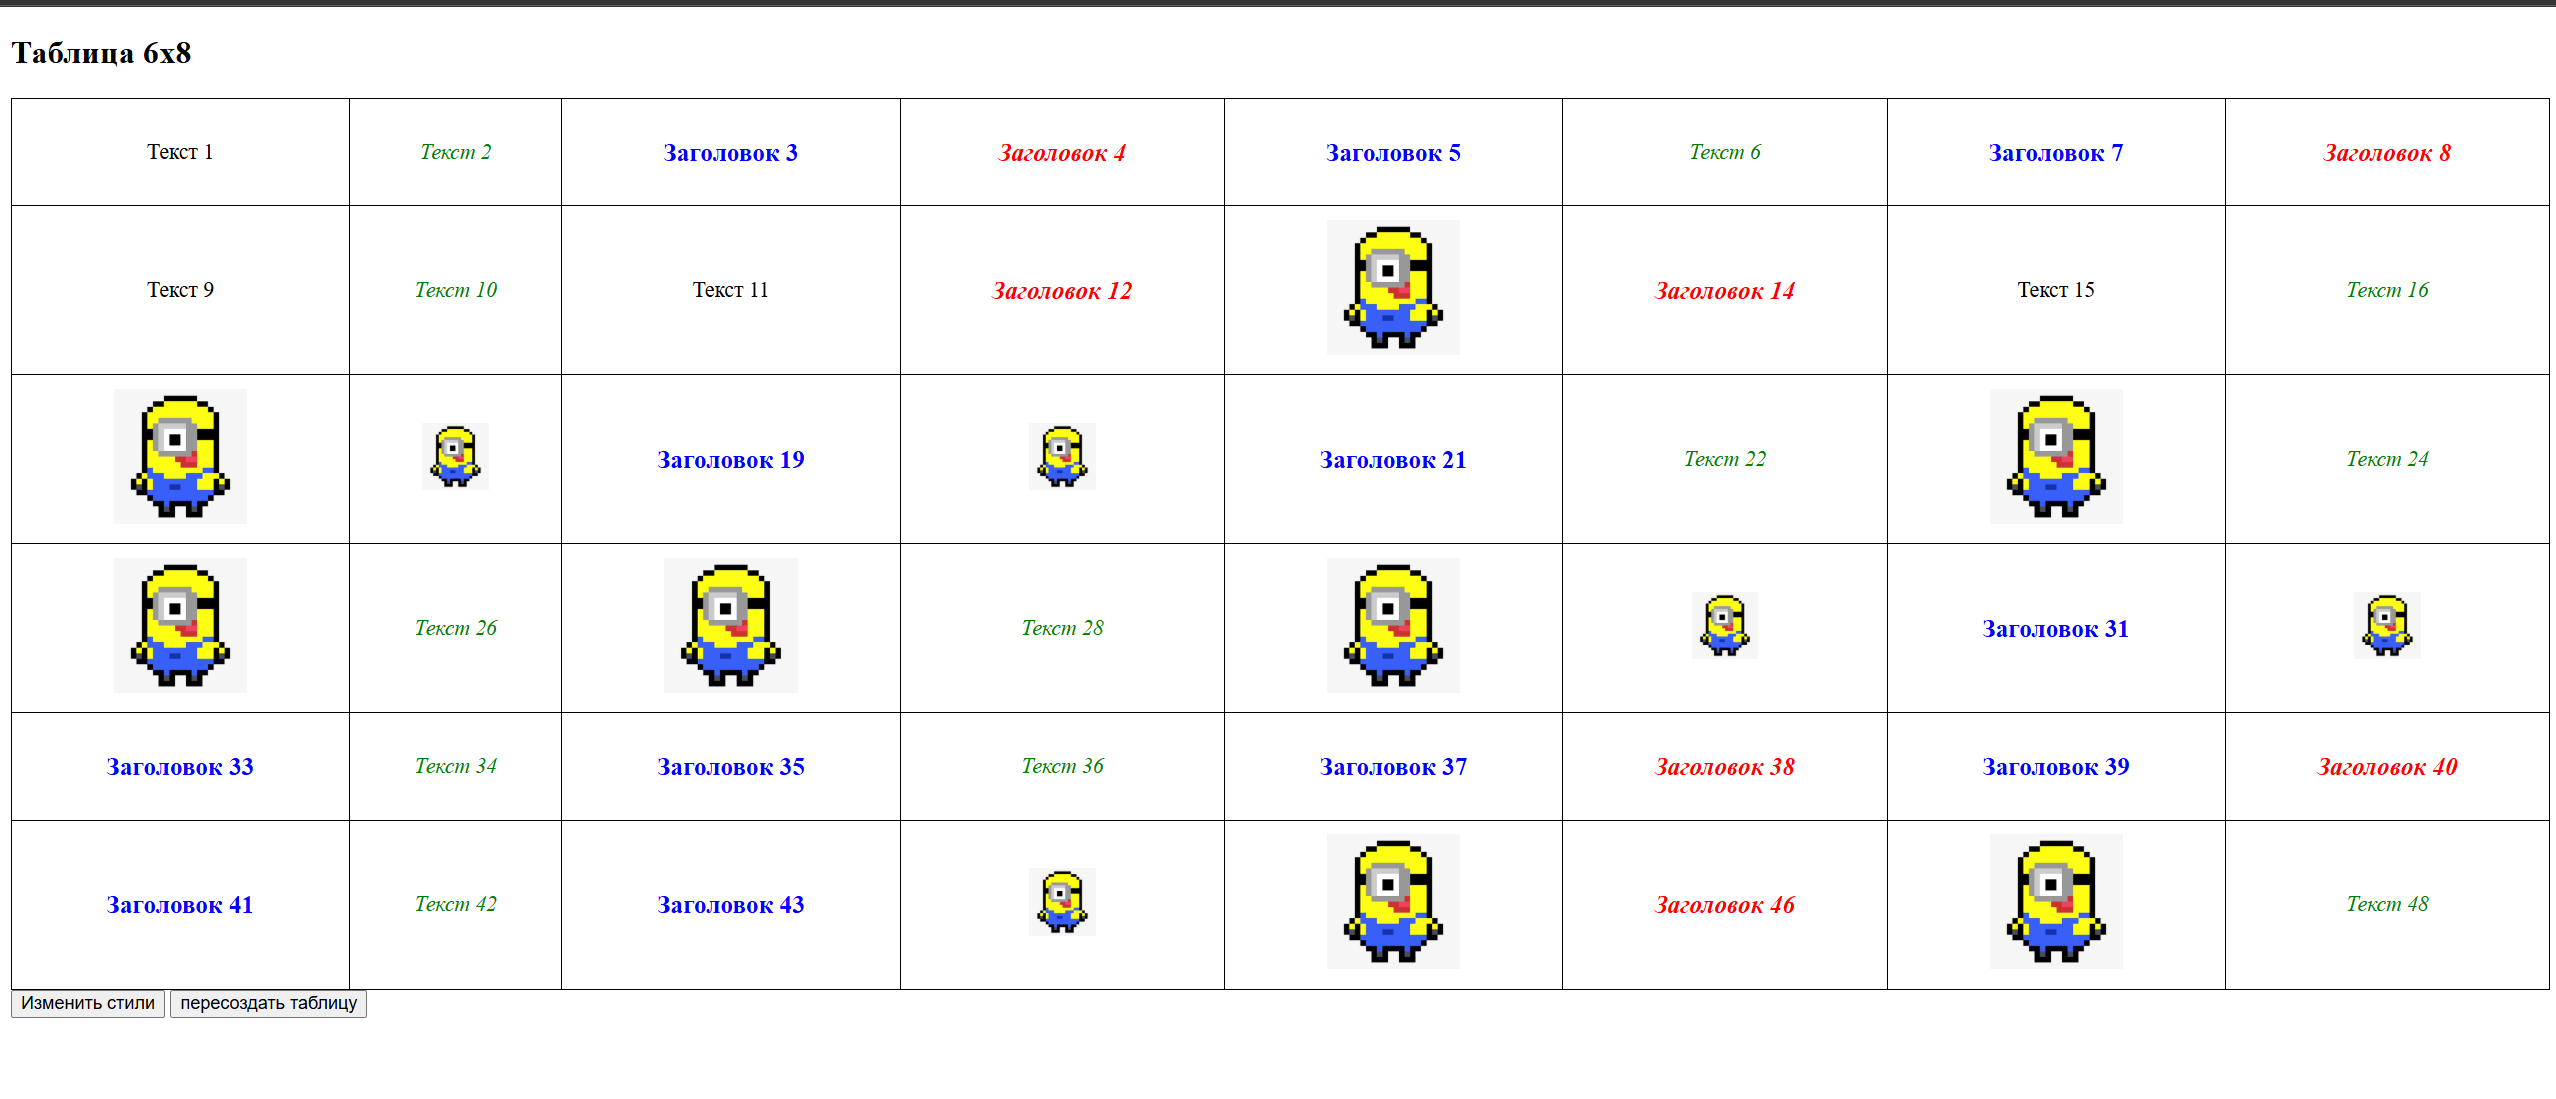 Таблица 6x8
Текст 1 Текст 2 Заголовок 3 Заголовок 4 Заголовок 5 Текст 6 Заголовок 7 Заголовок 8
Текст 9 Текст 10 Текст 11 Заголовок 12 Заголовок 14 Текст 15 Текст 16
Заголовок 19 Заголовок 21 Текст 22 Текст 24
Текст 26 Текст 28 Заголовок 31
Заголовок 33 Текст 34 Заголовок 35 Текст 36 Заголовок 37 Заголовок 38 Заголовок 39 Заголовок 40
Заголовок 41 Текст 42 Заголовок 43 Заголовок 46 Текст 48
Изменить стили пересоздать таблицу